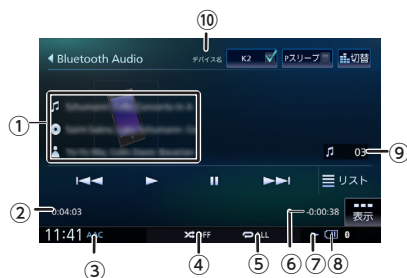 ⑩
Bluetooth Audio
デバイス名
K2
Pスリープ
切替
①
03
⑨
リスト
②
0:04:03
-0:00:38
表示
11:41
AAC
OFF
ALL
0
③
④
⑤
⑥
⑦
⑧